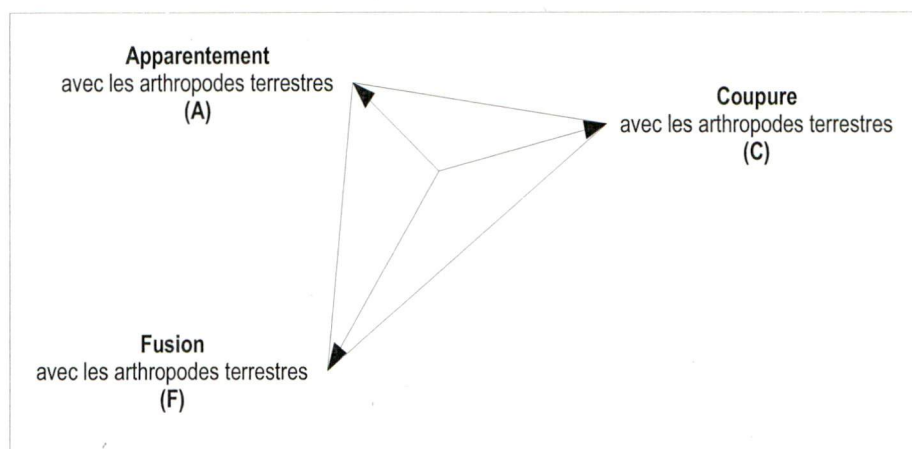 Apparentement
avec les arthropodes terrestres
(A)
Coupure
avec les arthropodes terrestres
(C)
Fusion
avec les arthropodes terrestres
(F)